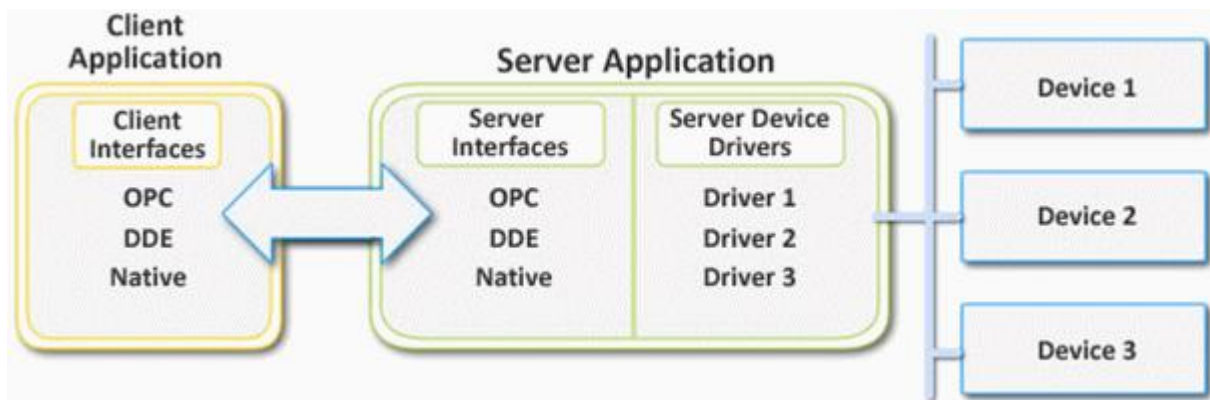 Client
Application
Client
Interfaces
OPC
DDE
Native
Server Application
Server
Interfaces
OPC
DDE
Native
Server Device
Drivers
Driver 1
Driver 2
Driver 3
Device 1
Device 2
Device 3